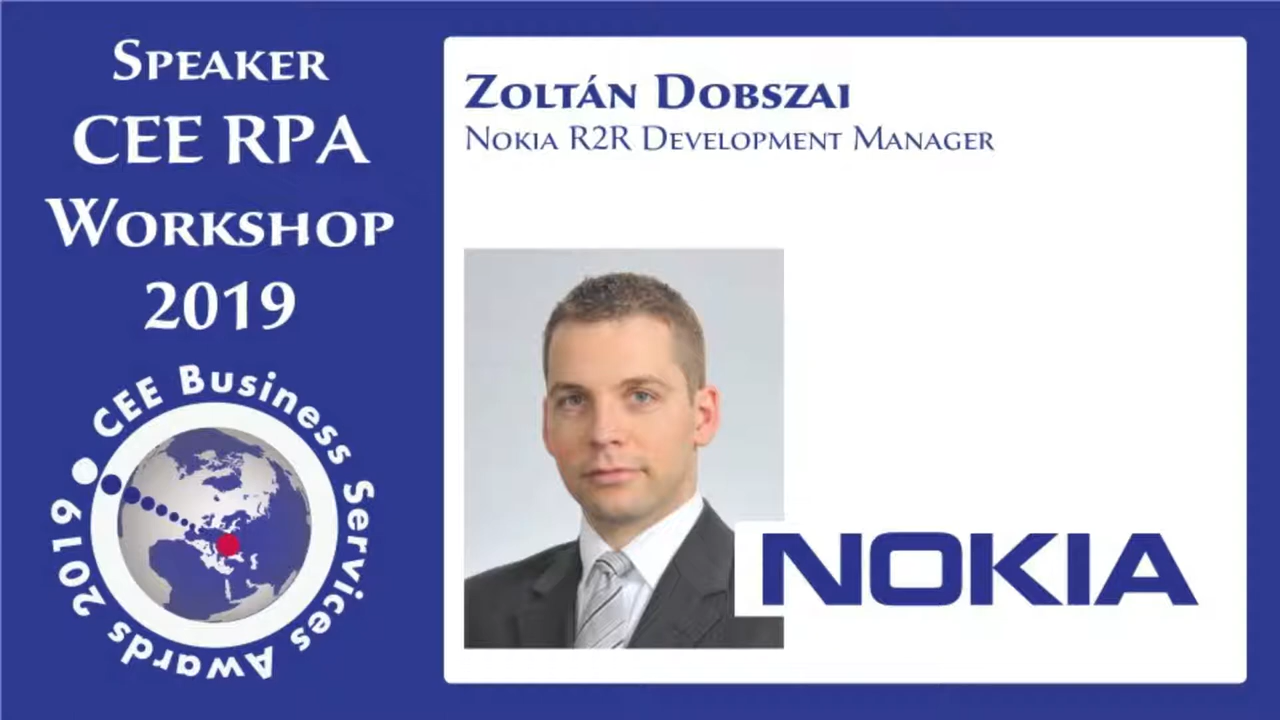 Speaker
CEE RPA
Workshop
2019
CEE Business Services Awards 2019
Zoltán Dobszai
Nokia R2R Development Manager
NOKIA